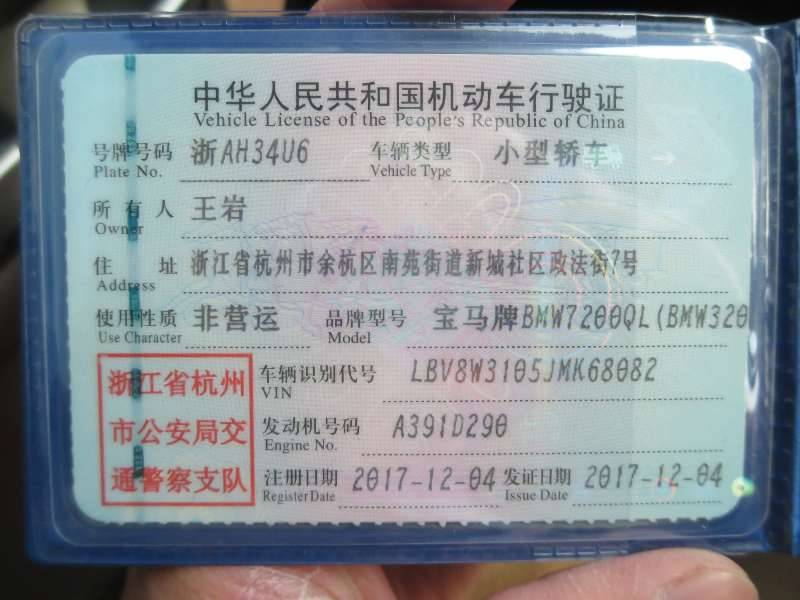 中华人民共和国机动车行驶证
Vehicle License of the People's Republic of China
号牌号码 浙AH34U6 车辆类型 小型轿车
Plate No. Vehicle Type
所有人 王岩
Owner
住址 浙江省杭州市余杭区南苑街道新城社区政法街7号
Address
使用性质 非营运 品牌型号 宝马牌BMW7200QL(BMW320
Use Character Model
浙江省杭州
市公安局交
通警察支队
车辆识别代号 LBV8W3105JMK68082
VIN
发动机号码 A391D290
Engine No.
注册日期 2017-12-04 发证日期 2017-12-04
Register Date Issue Date